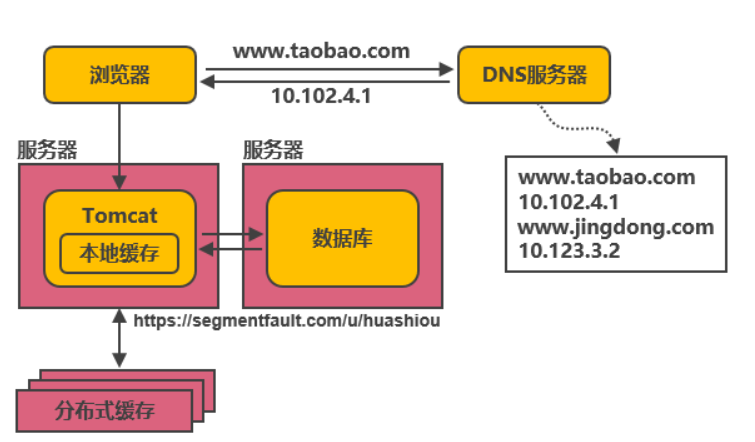 www.taobao.com
浏览器
DNS服务器
10.102.4.1
服务器
服务器
www.taobao.com
10.102.4.1
www.jingdong.com
10.123.3.2
Tomcat
本地缓存
数据库
https://segmentfault.com/u/huashiou
分布式缓存